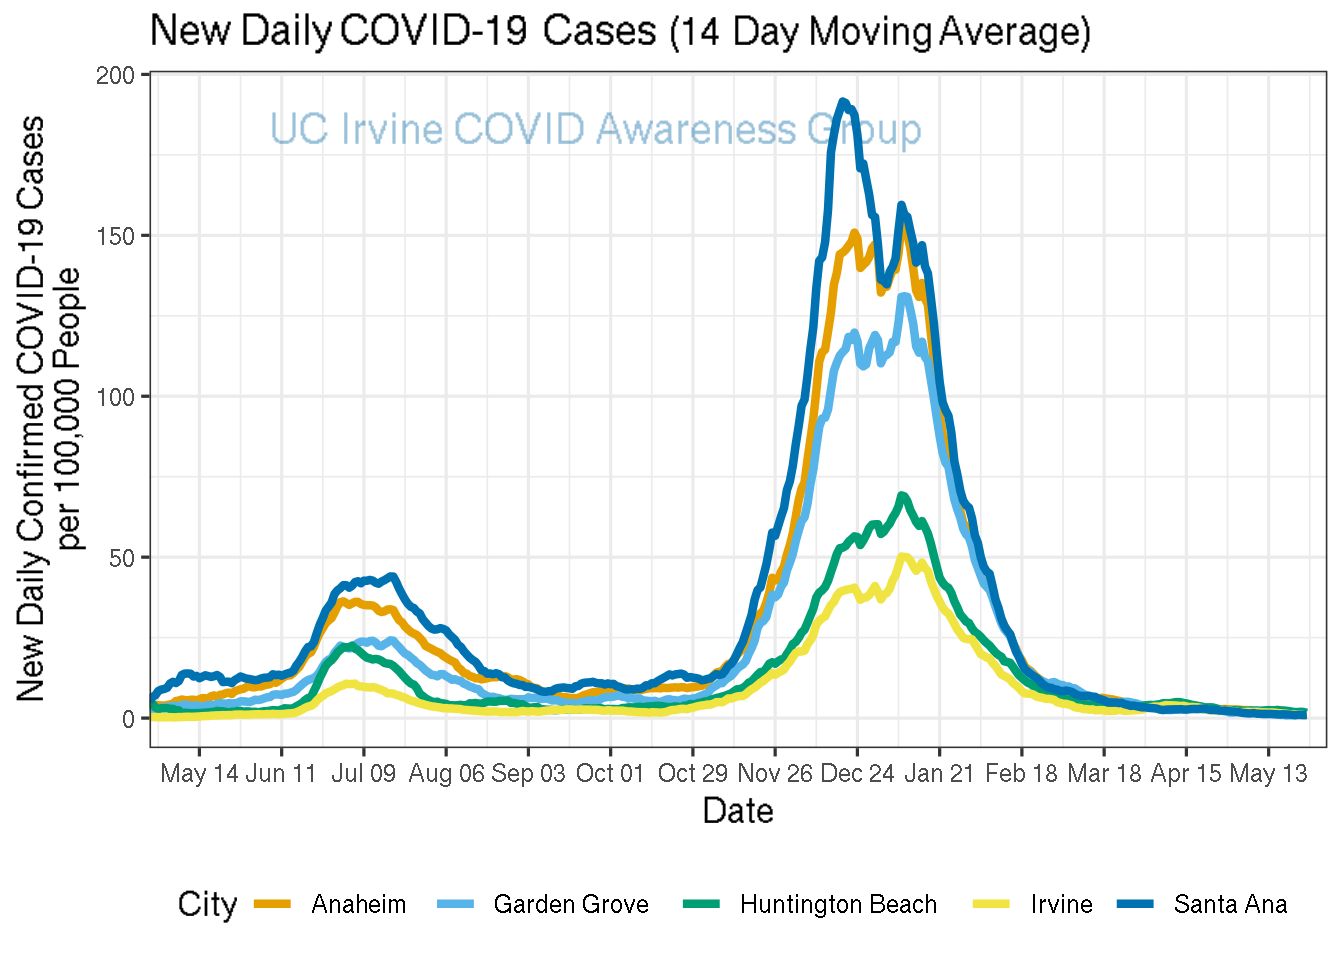 New Daily COVID-19 Cases (14 Day Moving Average)
UC Irvine COVID Awareness Group
New Daily Confirmed COVID-19 Cases
per 100,000 People
200
150
100
50
0
May 14 Jun 11 Jul 09 Aug 06 Sep 03 Oct 01 Oct 29 Nov 26 Dec 24 Jan 21 Feb 18 Mar 18 Apr 15 May 13
Date
City Anaheim Garden Grove Huntington Beach Irvine Santa Ana